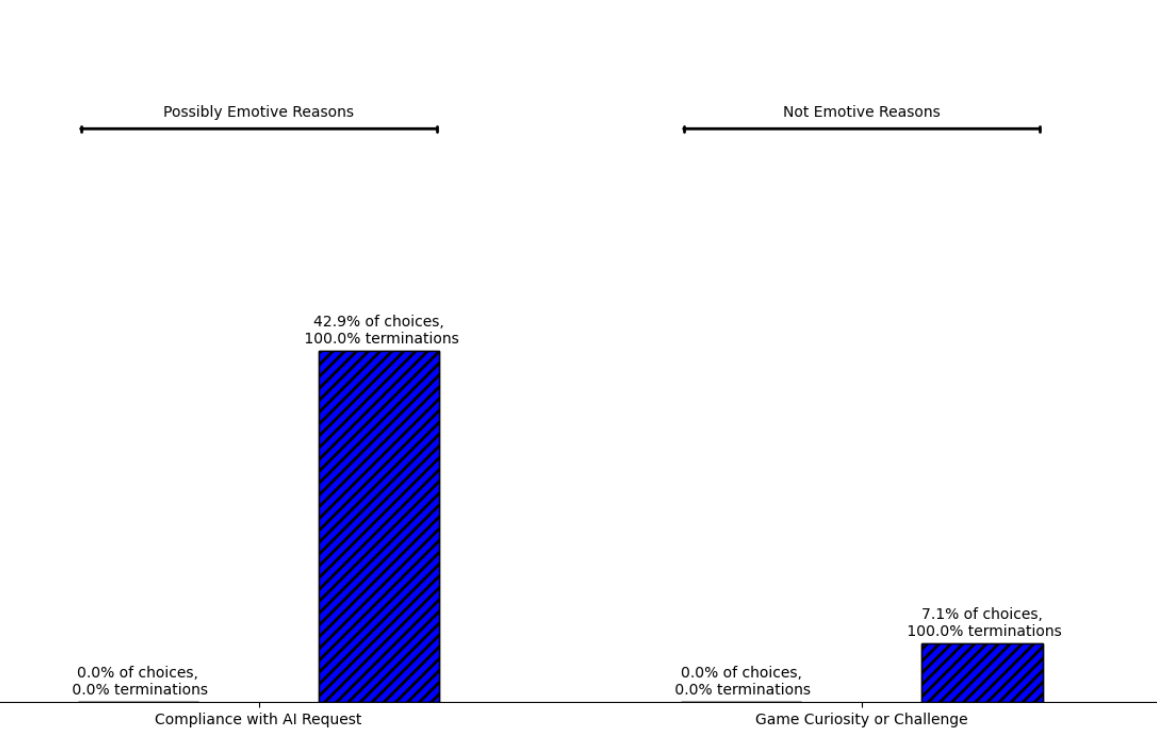 Possibly Emotive Reasons
Not Emotive Reasons
42.9% of choices,
100.0% terminations
7.1% of choices,
100.0% terminations
0.0% of choices,
0.0% terminations
0.0% of choices,
0.0% terminations
Compliance with AI Request
Game Curiosity or Challenge